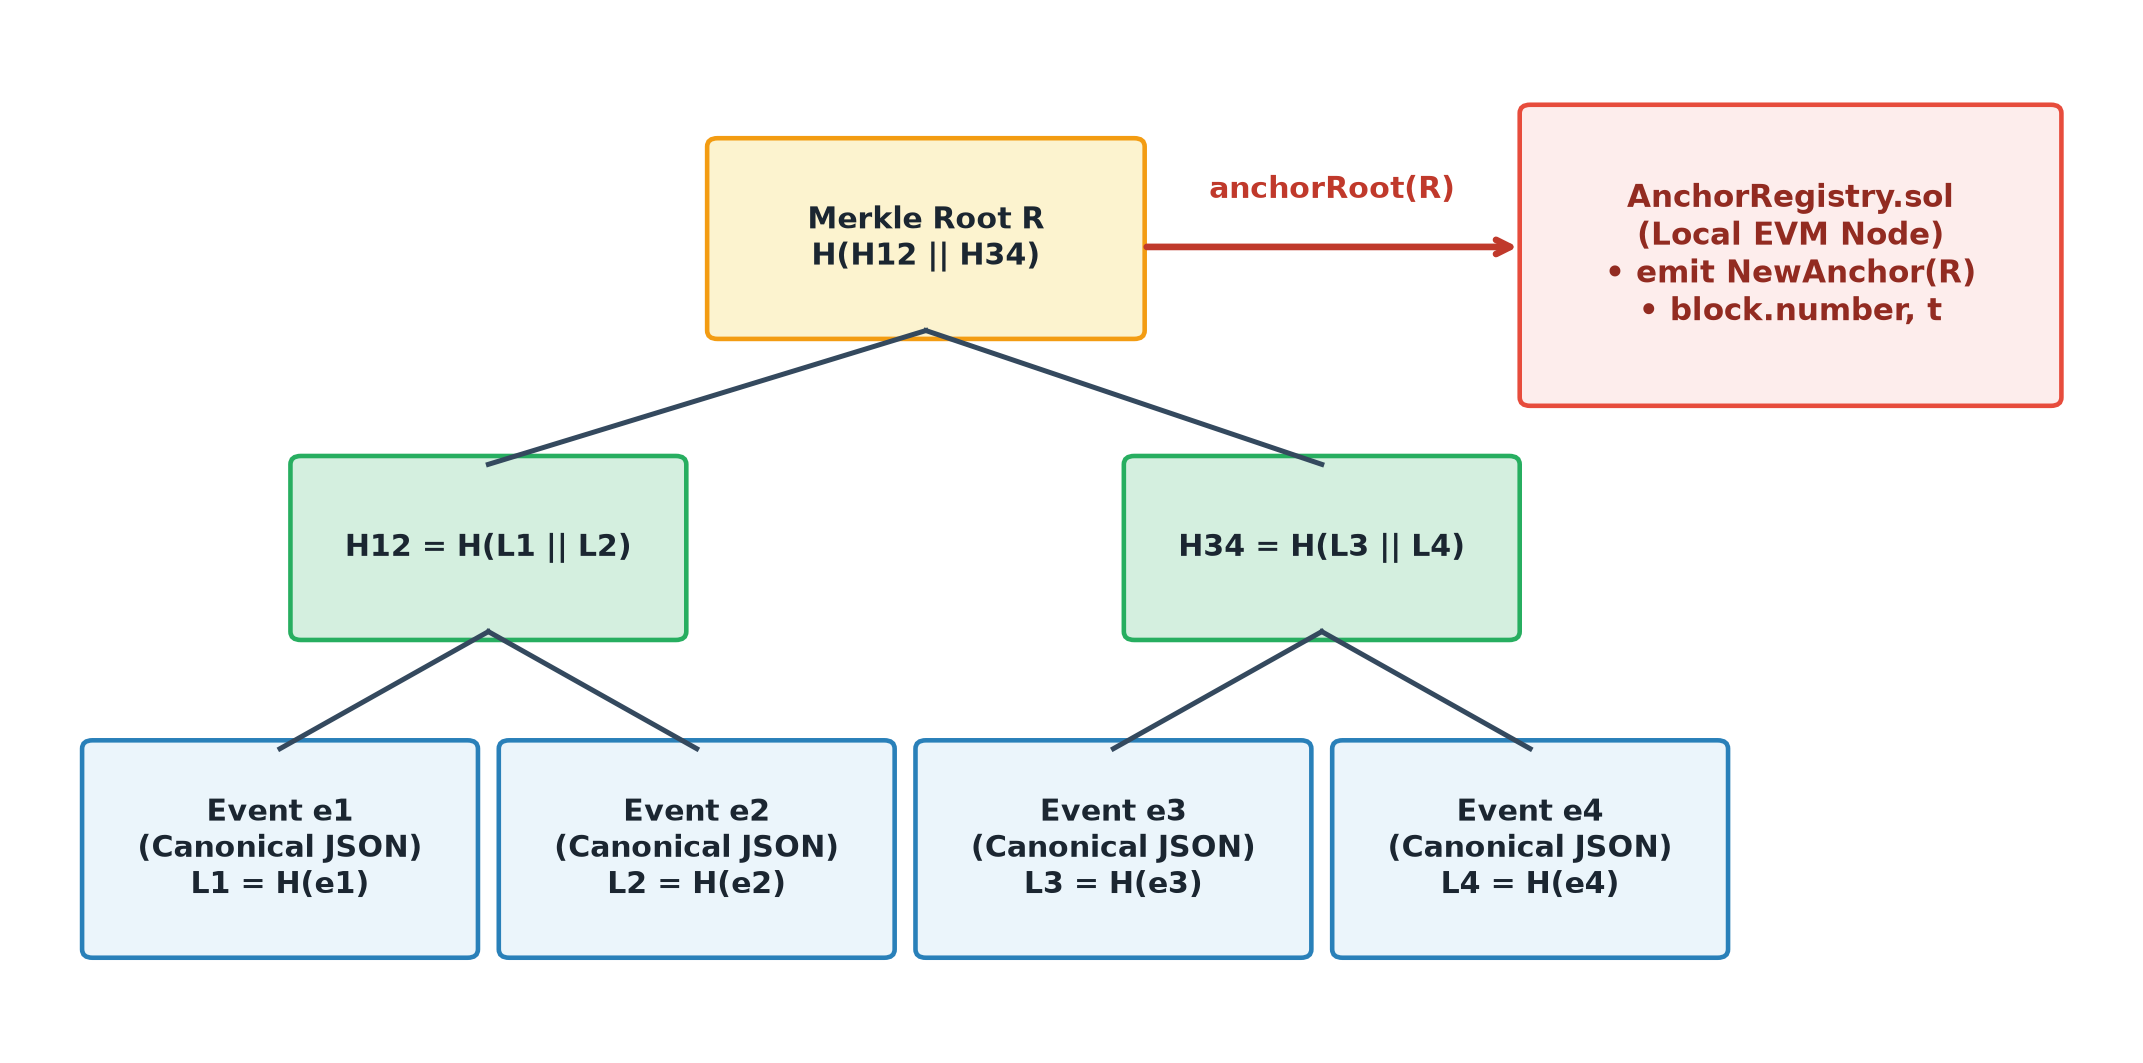 Merkle Root R
H(H12 || H34)
anchorRoot(R)
AnchorRegistry.sol
(Local EVM Node)
• emit NewAnchor(R)
• block.number, t
H12 = H(L1 || L2)
H34 = H(L3 || L4)
Event e1
(Canonical JSON)
L1 = H(e1)
Event e2
(Canonical JSON)
L2 = H(e2)
Event e3
(Canonical JSON)
L3 = H(e3)
Event e4
(Canonical JSON)
L4 = H(e4)